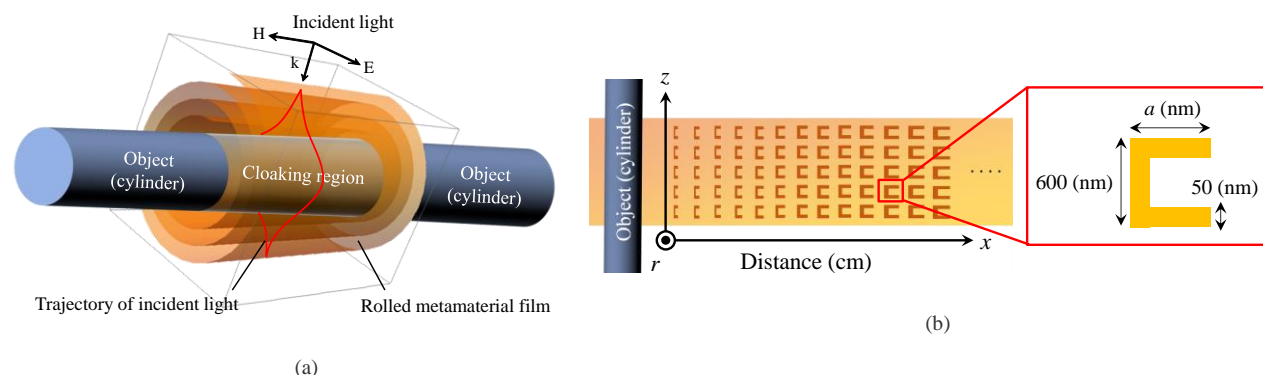 Incident light
H
k
E
Object
(cylinder)
Cloaking region
Object
(cylinder)
Trajectory of incident light
Rolled metamaterial film
(a)
Object (cylinder)
z
r
x
Distance (cm)
....
a (nm)
600 (nm)
50 (nm)
(b)